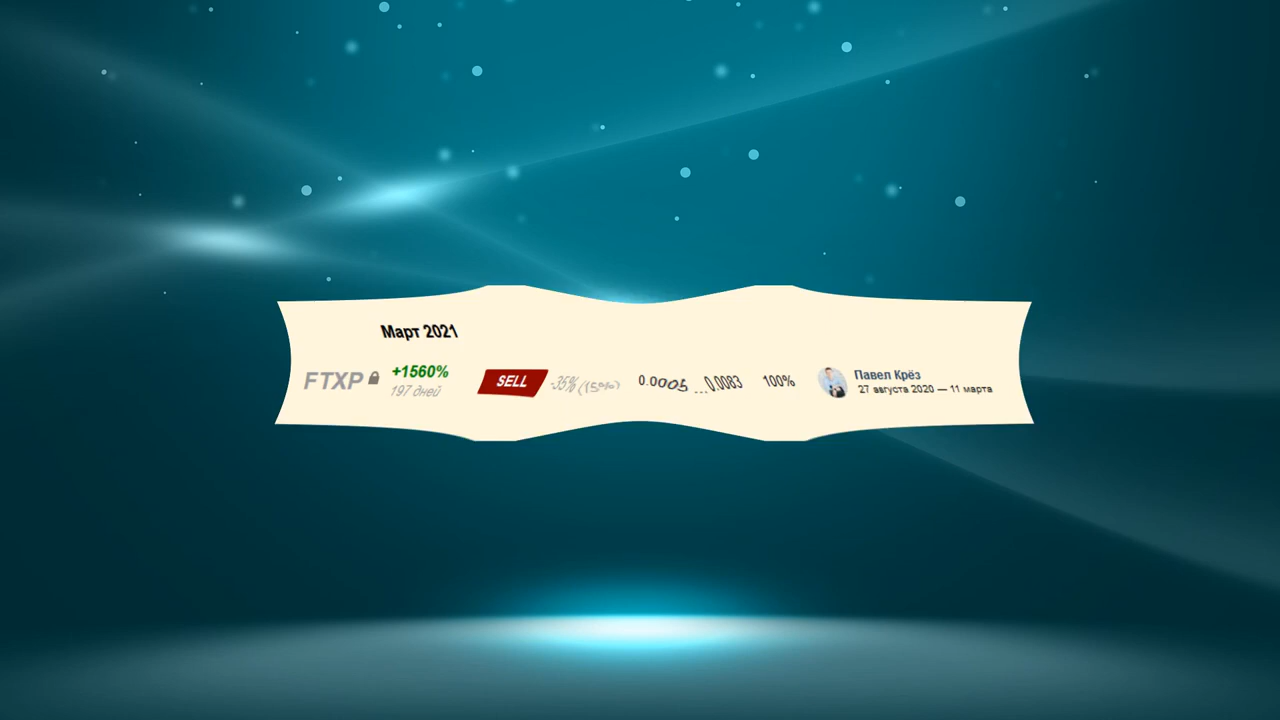 Март 2021
FTXP +1560% SELL -35% (15%) 0.0005 ...0.0083 100% Павел Крёз
197 дней 27 августа 2020 — 11 марта